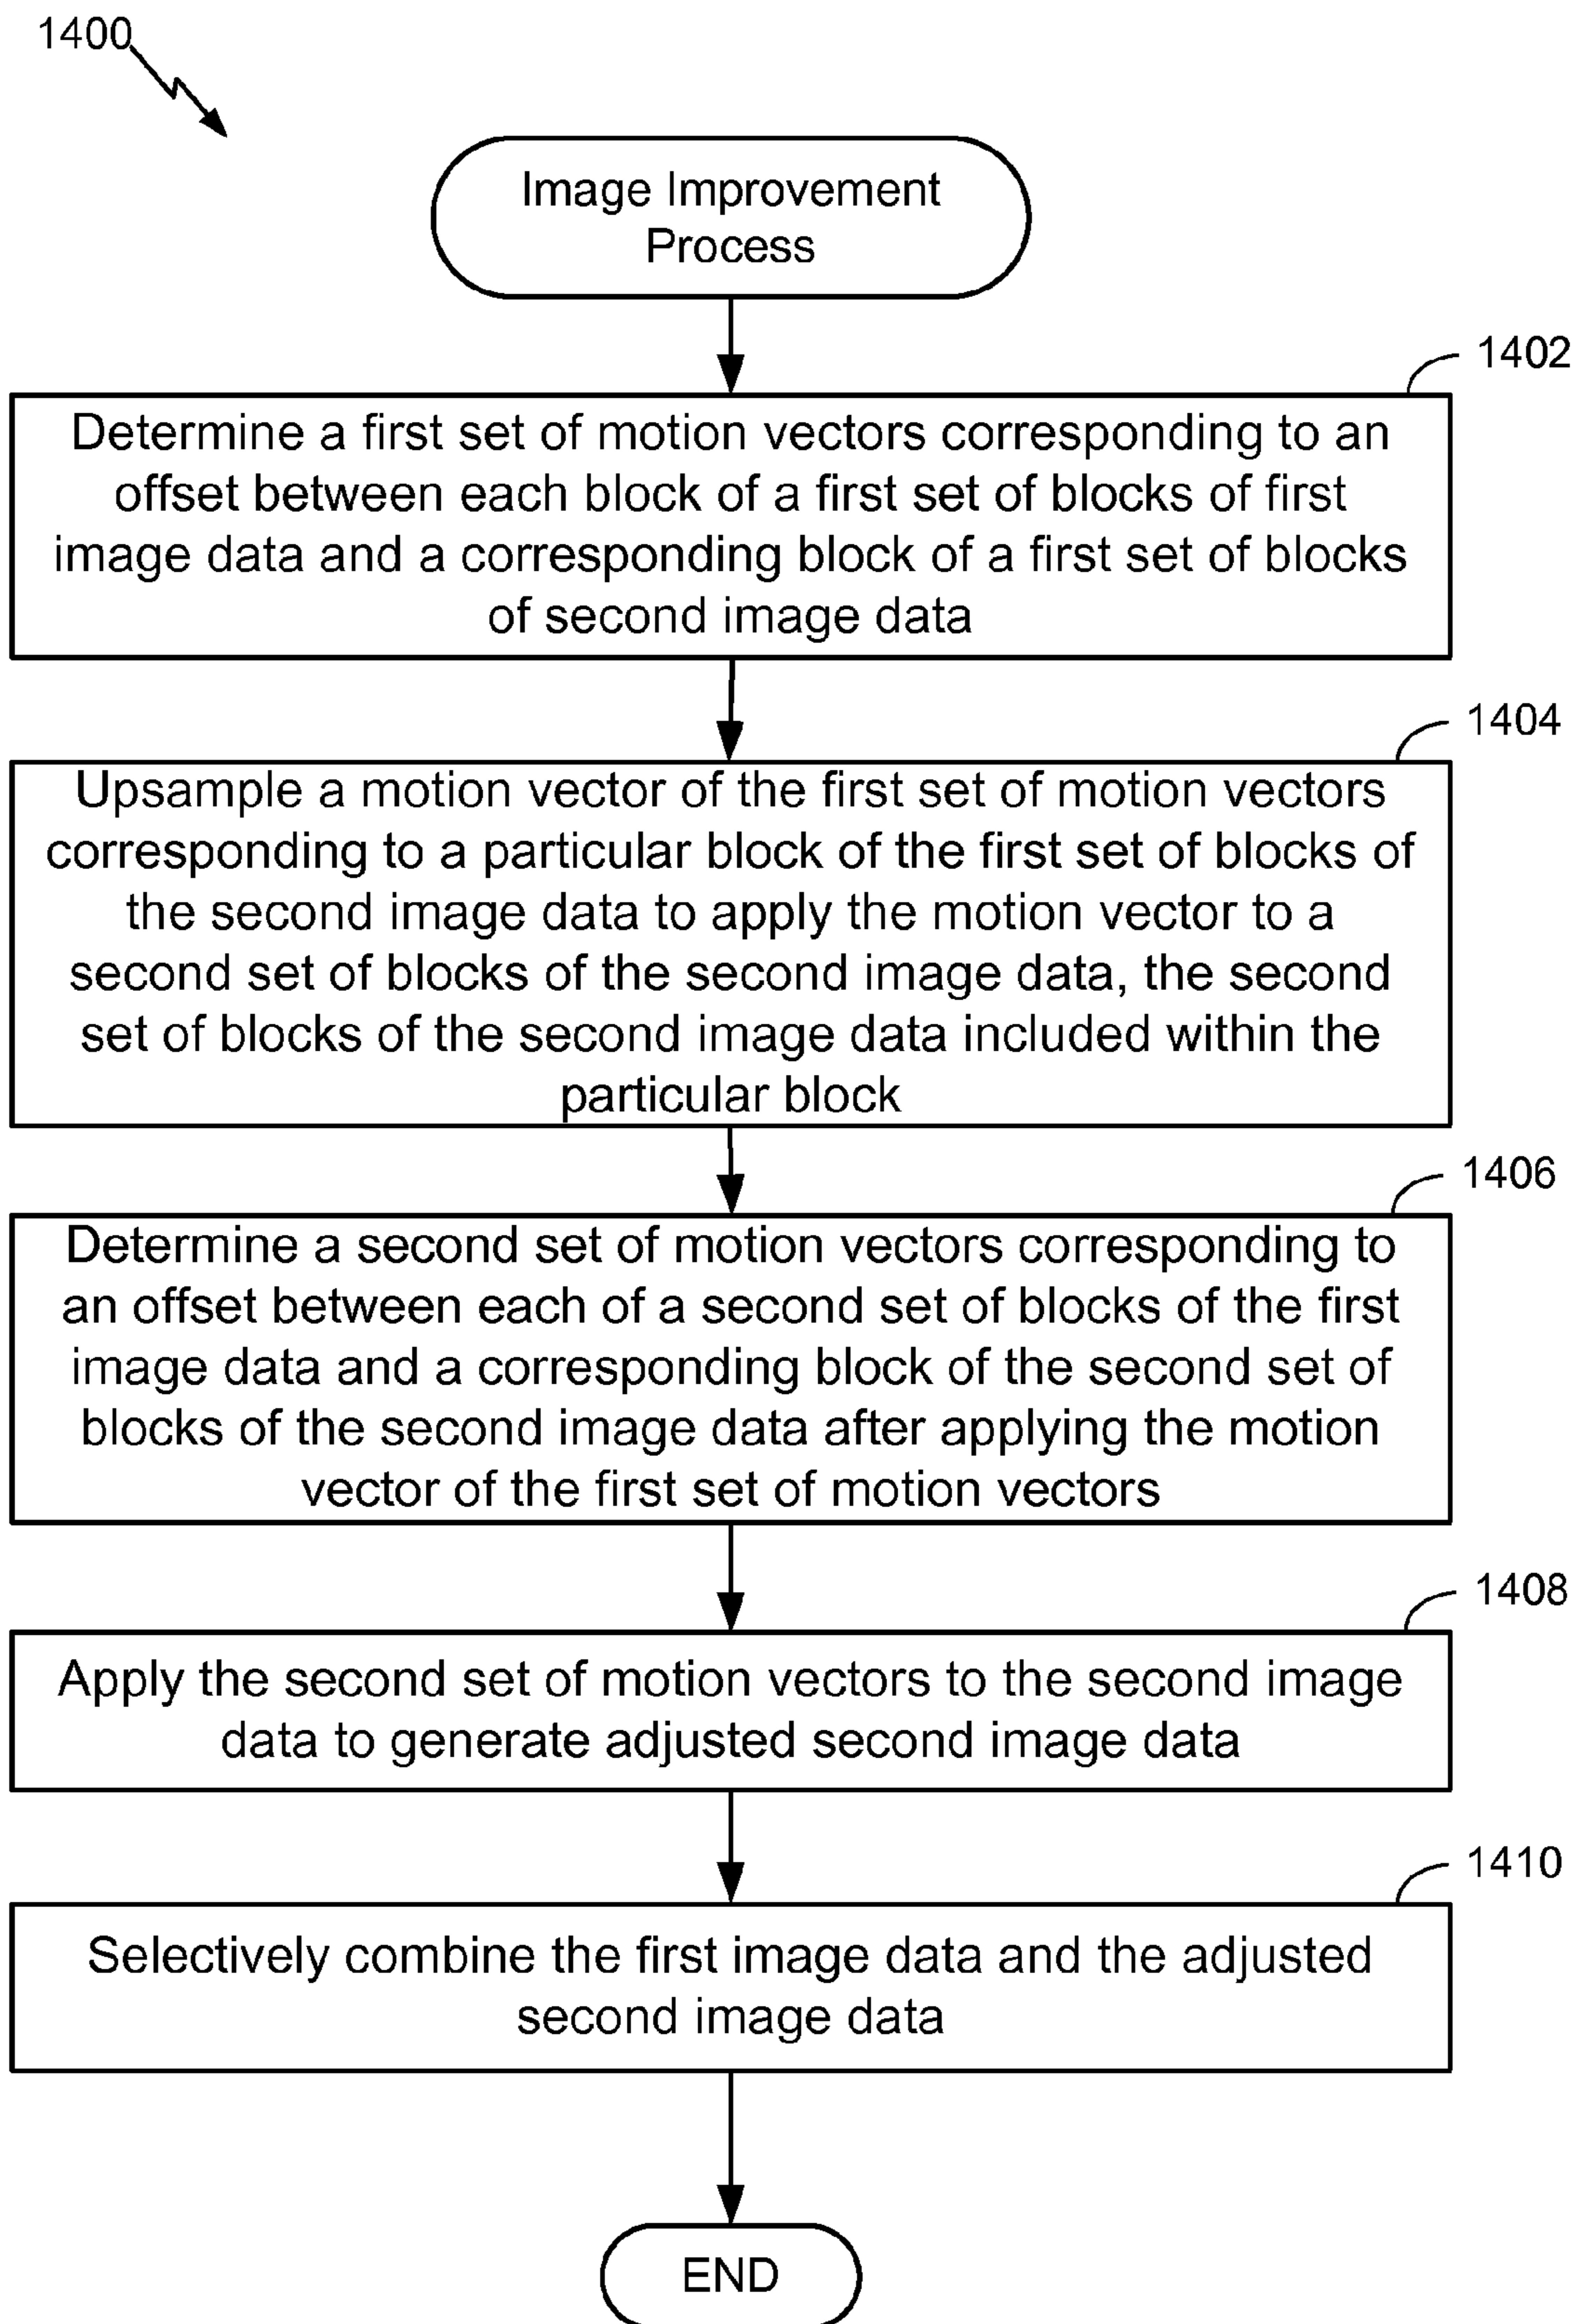 1400
Image Improvement
Process
1402
Determine a first set of motion vectors corresponding to an
offset between each block of a first set of blocks of first
image data and a corresponding block of a first set of blocks
of second image data
1404
Upsample a motion vector of the first set of motion vectors
corresponding to a particular block of the first set of blocks of
the second image data to apply the motion vector to a
second set of blocks of the second image data, the second
set of blocks of the second image data included within the
particular block
1406
Determine a second set of motion vectors corresponding to
an offset between each of a second set of blocks of the first
image data and a corresponding block of the second set of
blocks of the second image data after applying the motion
vector of the first set of motion vectors
1408
Apply the second set of motion vectors to the second image
data to generate adjusted second image data
1410
Selectively combine the first image data and the adjusted
second image data
END